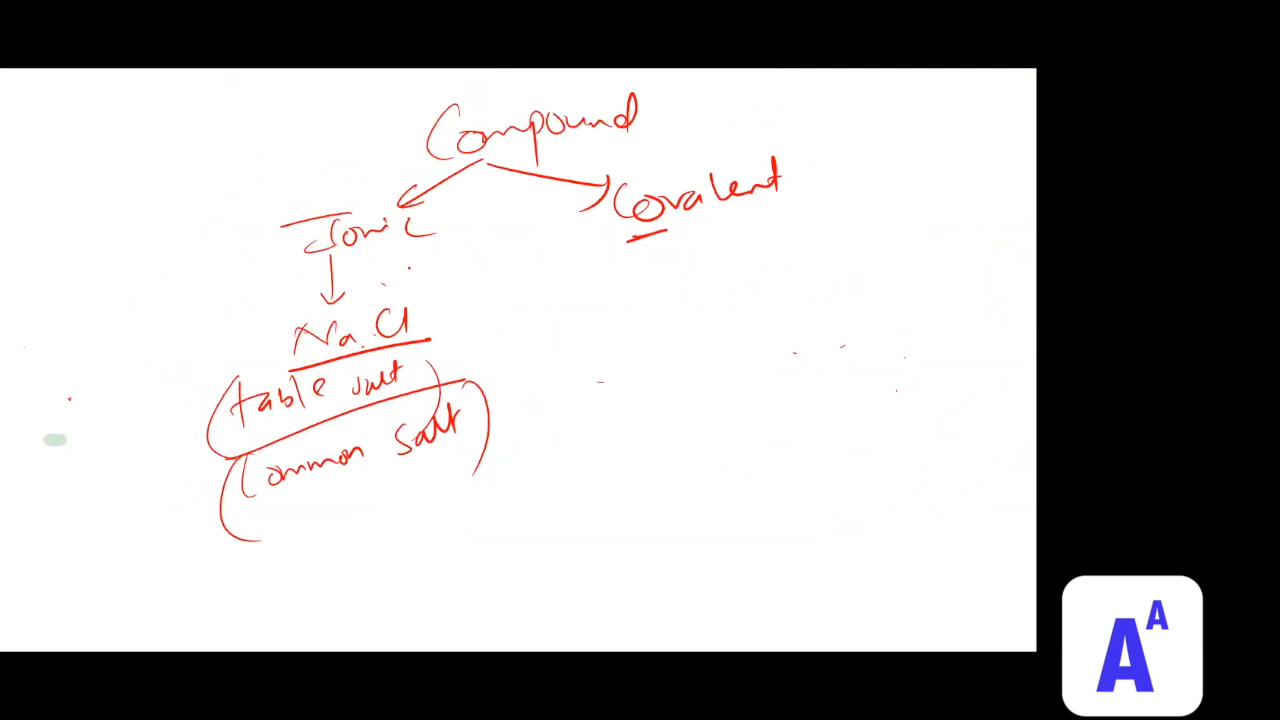 Compound
Covalent
Ionic
NaCl
(table salt)
(Common salt)
A A